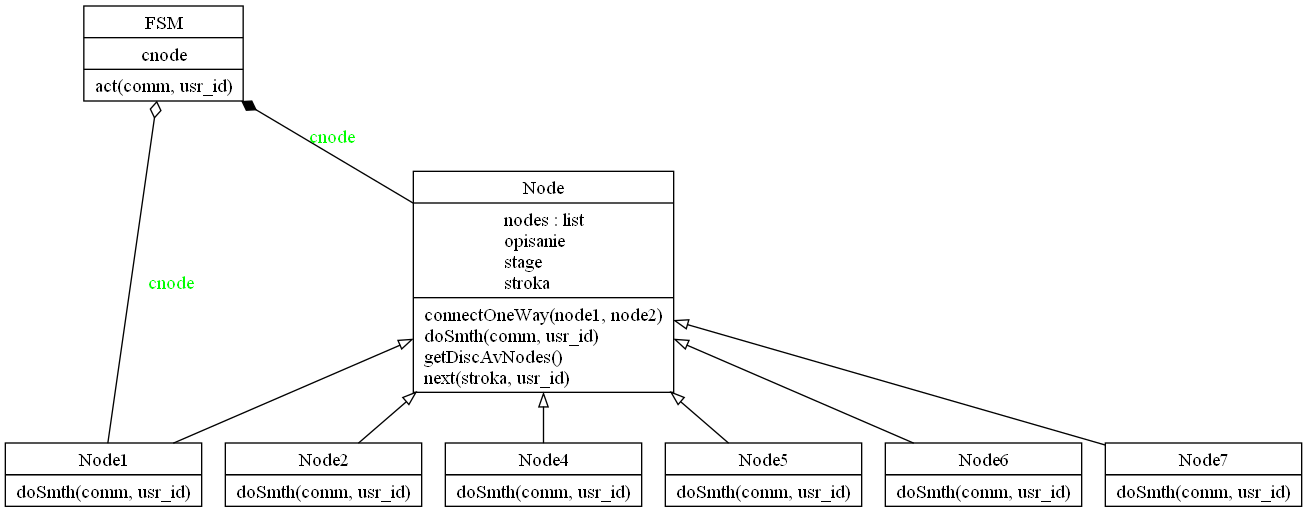 FSM
cnode
act(comm, usr_id)
cnode
Node
nodes : list
opisanie
stage
stroka
cnode
connectOneWay(node1, node2)
doSmth(comm, usr_id)
getDiscAvNodes()
next(stroka, usr_id)
Node1
doSmth(comm, usr_id)
Node2
doSmth(comm, usr_id)
Node4
doSmth(comm, usr_id)
Node5
doSmth(comm, usr_id)
Node6
doSmth(comm, usr_id)
Node7
doSmth(comm, usr_id)